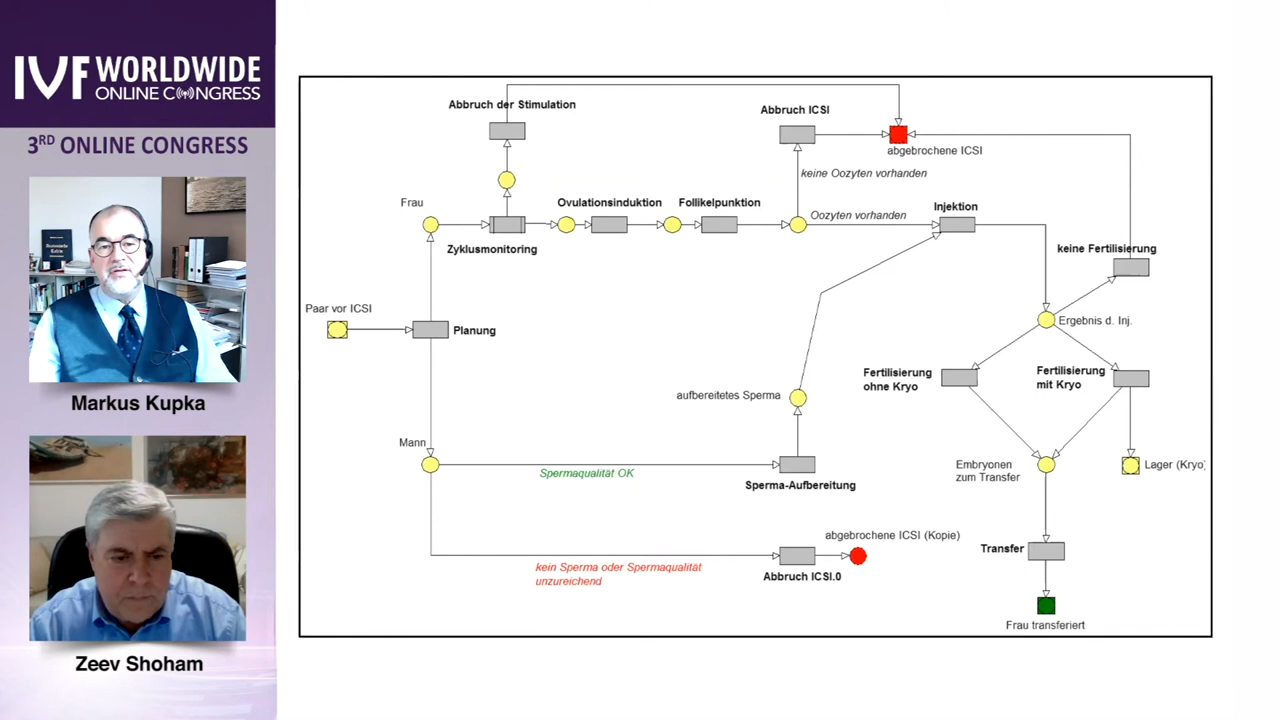 IVF WORLDWIDE
ONLINE CONGRESS
3RD ONLINE CONGRESS
Markus Kupka
Zeev Shoham
Abbruch der Stimulation
Abbruch ICSI
abgebrochene ICSI
keine Oozyten vorhanden
Frau
Ovulationsinduktion
Follikelpunktion
Oozyten vorhanden
Injektion
Zyklusmonitoring
keine Fertilisierung
Paar vor ICSI
Planung
Ergebnis d. Inj.
Fertilisierung
ohne Kryo
Fertilisierung
mit Kryo
aufbereitetes Sperma
Mann
Spermaqualität OK
Sperma-Aufbereitung
Embryonen
zum Transfer
Lager (Kryo)
abgebrochene ICSI (Kopie)
kein Sperma oder Spermaqualität
unzureichend
Abbruch ICSI.0
Transfer
Frau transferiert